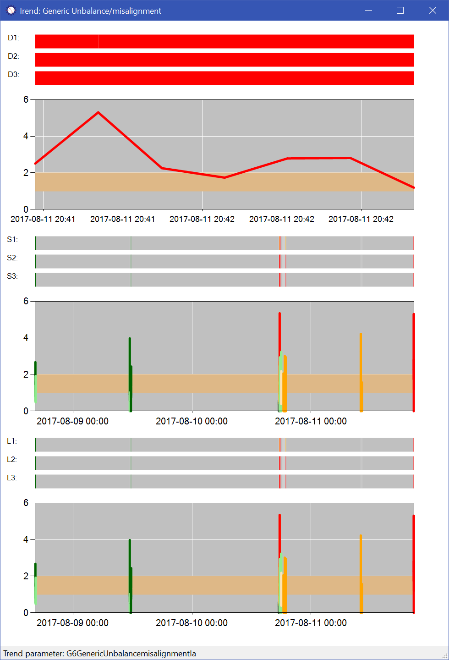 Trend: Generic Unbalance/misalignment
D1:
D2:
D3:
6
4
2
0
2017-08-11 20:41 2017-08-11 20:41 2017-08-11 20:42 2017-08-11 20:42 2017-08-11 20:42
S1:
S2:
S3:
6
4
2
0
2017-08-09 00:00 2017-08-10 00:00 2017-08-11 00:00
L1:
L2:
L3
6
4
2
0
2017-08-09 00:00 2017-08-10 00:00 2017-08-11 00:00
Trend parameter: G6GenericUnbalancemisalignmentIa